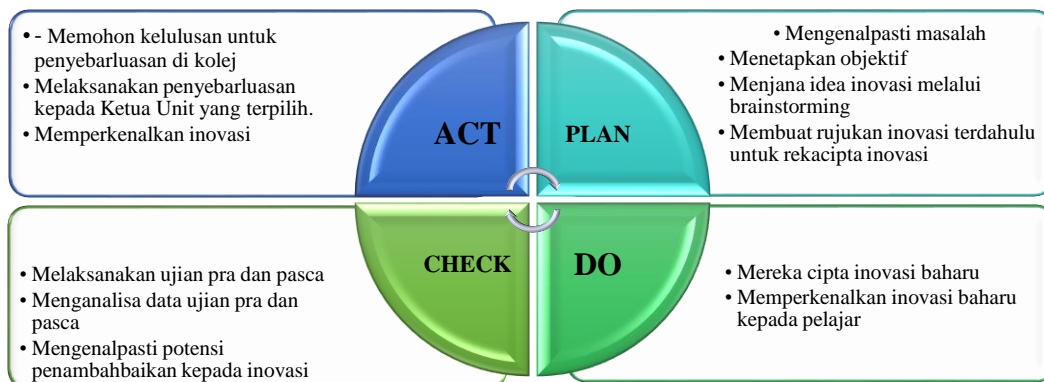 • - Memohon kelulusan untuk
penyebarluasan di kolej
• Melaksanakan penyebarluasan
kepada Ketua Unit yang terpilih.
• Memperkenalkan inovasi
ACT
PLAN
• Mengenalpasti masalah
• Menetapkan objektif
• Menjana idea inovasi melalui
brainstorming
• Membuat rujukan inovasi terdahulu
untuk rekacipta inovasi
• Melaksanakan ujian pra dan pasca
• Menganalisa data ujian pra dan
pasca
• Mengenalpasti potensi
penambahbaikan kepada inovasi
CHECK
DO
• Mereka cipta inovasi baharu
• Memperkenalkan inovasi baharu
kepada pelajar